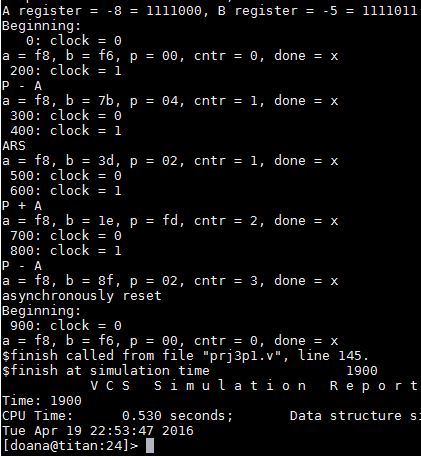 A register = -8 = 1111000, B register = -5 = 1111011
Beginning:
0: clock = 0
a = f8, b = f6, p = 00, cntr = 0, done = x
200: clock = 1
P - A
a = f8, b = 7b, p = 04, cntr = 1, done = x
300: clock = 0
400: clock = 1
ARS
a = f8, b = 3d, p = 02, cntr = 1, done = x
500: clock = 0
600: clock = 1
P + A
a = f8, b = 1e, p = fd, cntr = 2, done = x
700: clock = 0
800: clock = 1
P - A
a = f8, b = 8f, p = 02, cntr = 3, done = x
asynchronously reset
Beginning:
900: clock = 0
a = f8, b = f6, p = 00, cntr = 0, done = x
$finish called from file "prj3p1.v", line 145.
$finish at simulation time 1900
V C S S i m u l a t i o n R e p o r t
Time: 1900
CPU Time: 0.530 seconds; Data structure si
Tue Apr 19 22:53:47 2016
[doana@titan:24]>